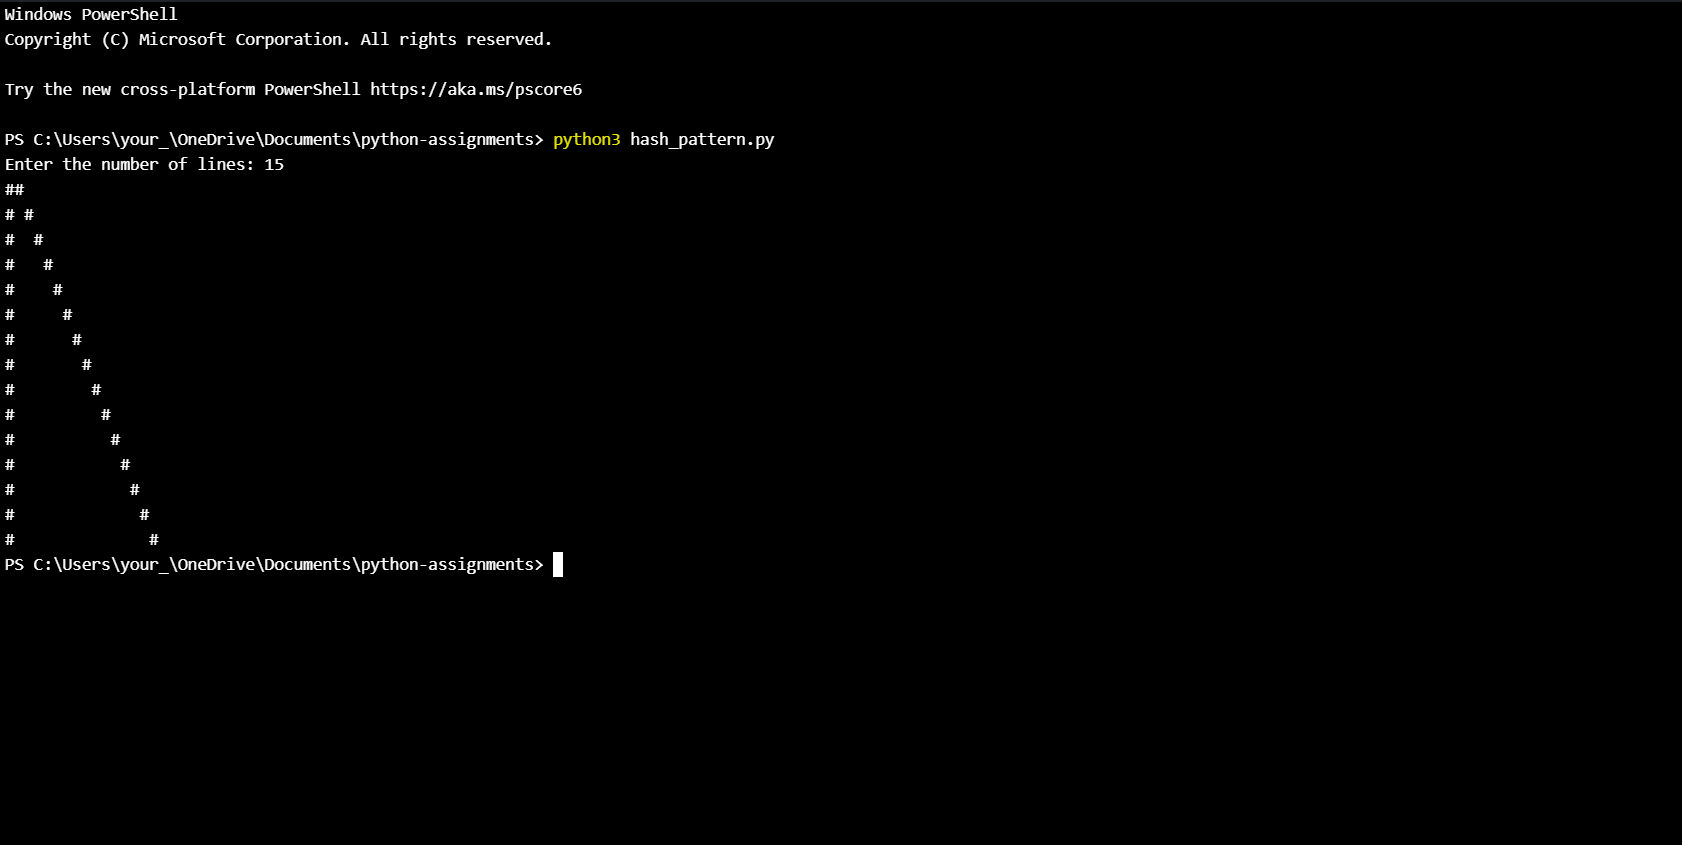 Windows PowerShell
Copyright (C) Microsoft Corporation. All rights reserved.

Try the new cross-platform PowerShell https://aka.ms/pscore6

PS C:\Users\your_\OneDrive\Documents\python-assignments> python3 hash_pattern.py
Enter the number of lines: 15
##
# #
#  #
#   #
#    #
#     #
#      #
#       #
#        #
#         #
#          #
#           #
#            #
#             #
#              #
PS C:\Users\your_\OneDrive\Documents\python-assignments>